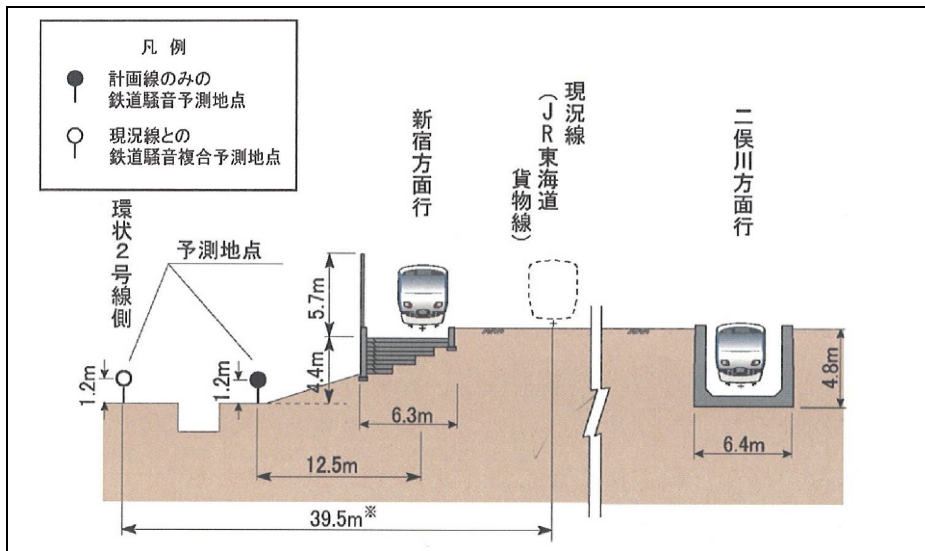 凡 例
計画線のみの
鉄道騒音予測地点
現況線との
鉄道騒音複合予測地点
環状2号線側
予測地点
新宿方面行
現況線
(JR東海道
貨物線)
二俣川方面行
5.7m
4.4m
1.2m
1.2m
4.8m
6.3m
6.4m
12.5m
39.5m※